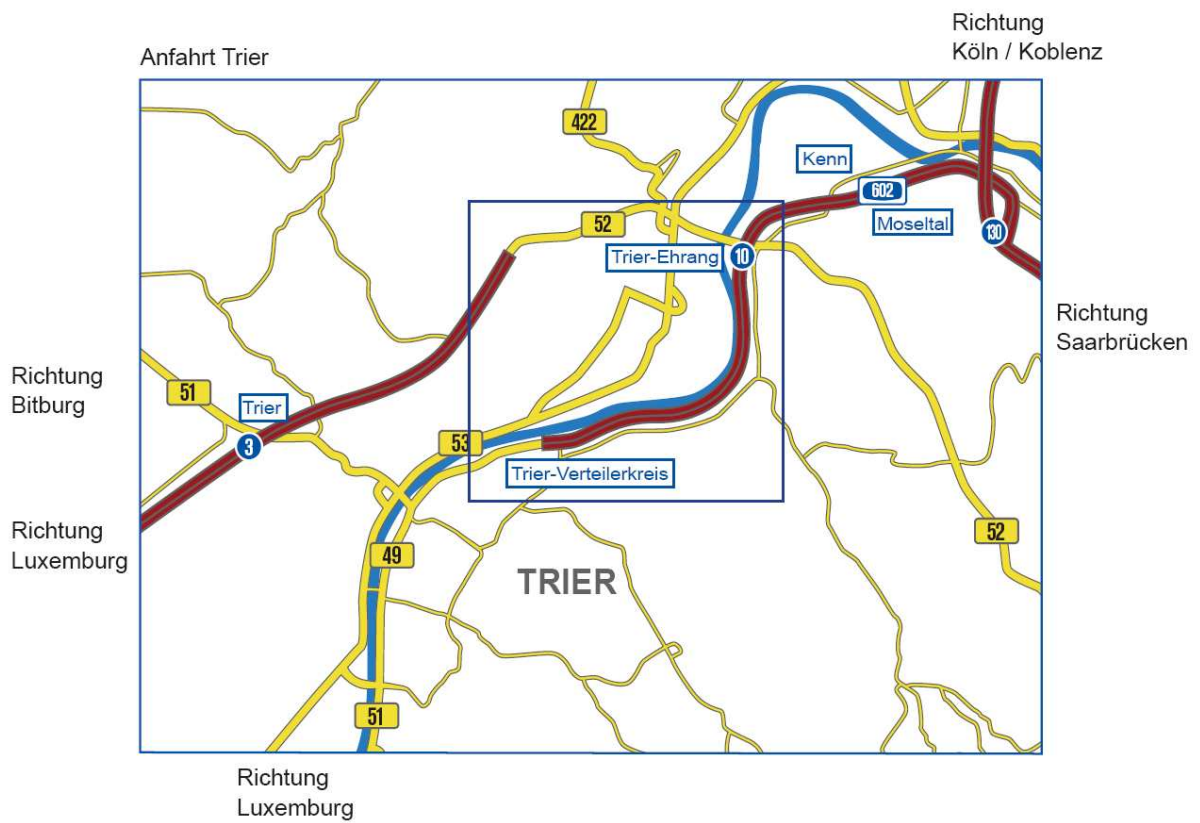 Anfahrt Trier
Richtung
Köln / Koblenz
422
Kenn
602
Moseltal
130
52
Trier-Ehrang
10
Richtung
Saarbrücken
Richtung
Bitburg
51
Trier
3
53
Trier-Verteilerkreis
Richtung
Luxemburg
49
52
TRIER
51
Richtung
Luxemburg